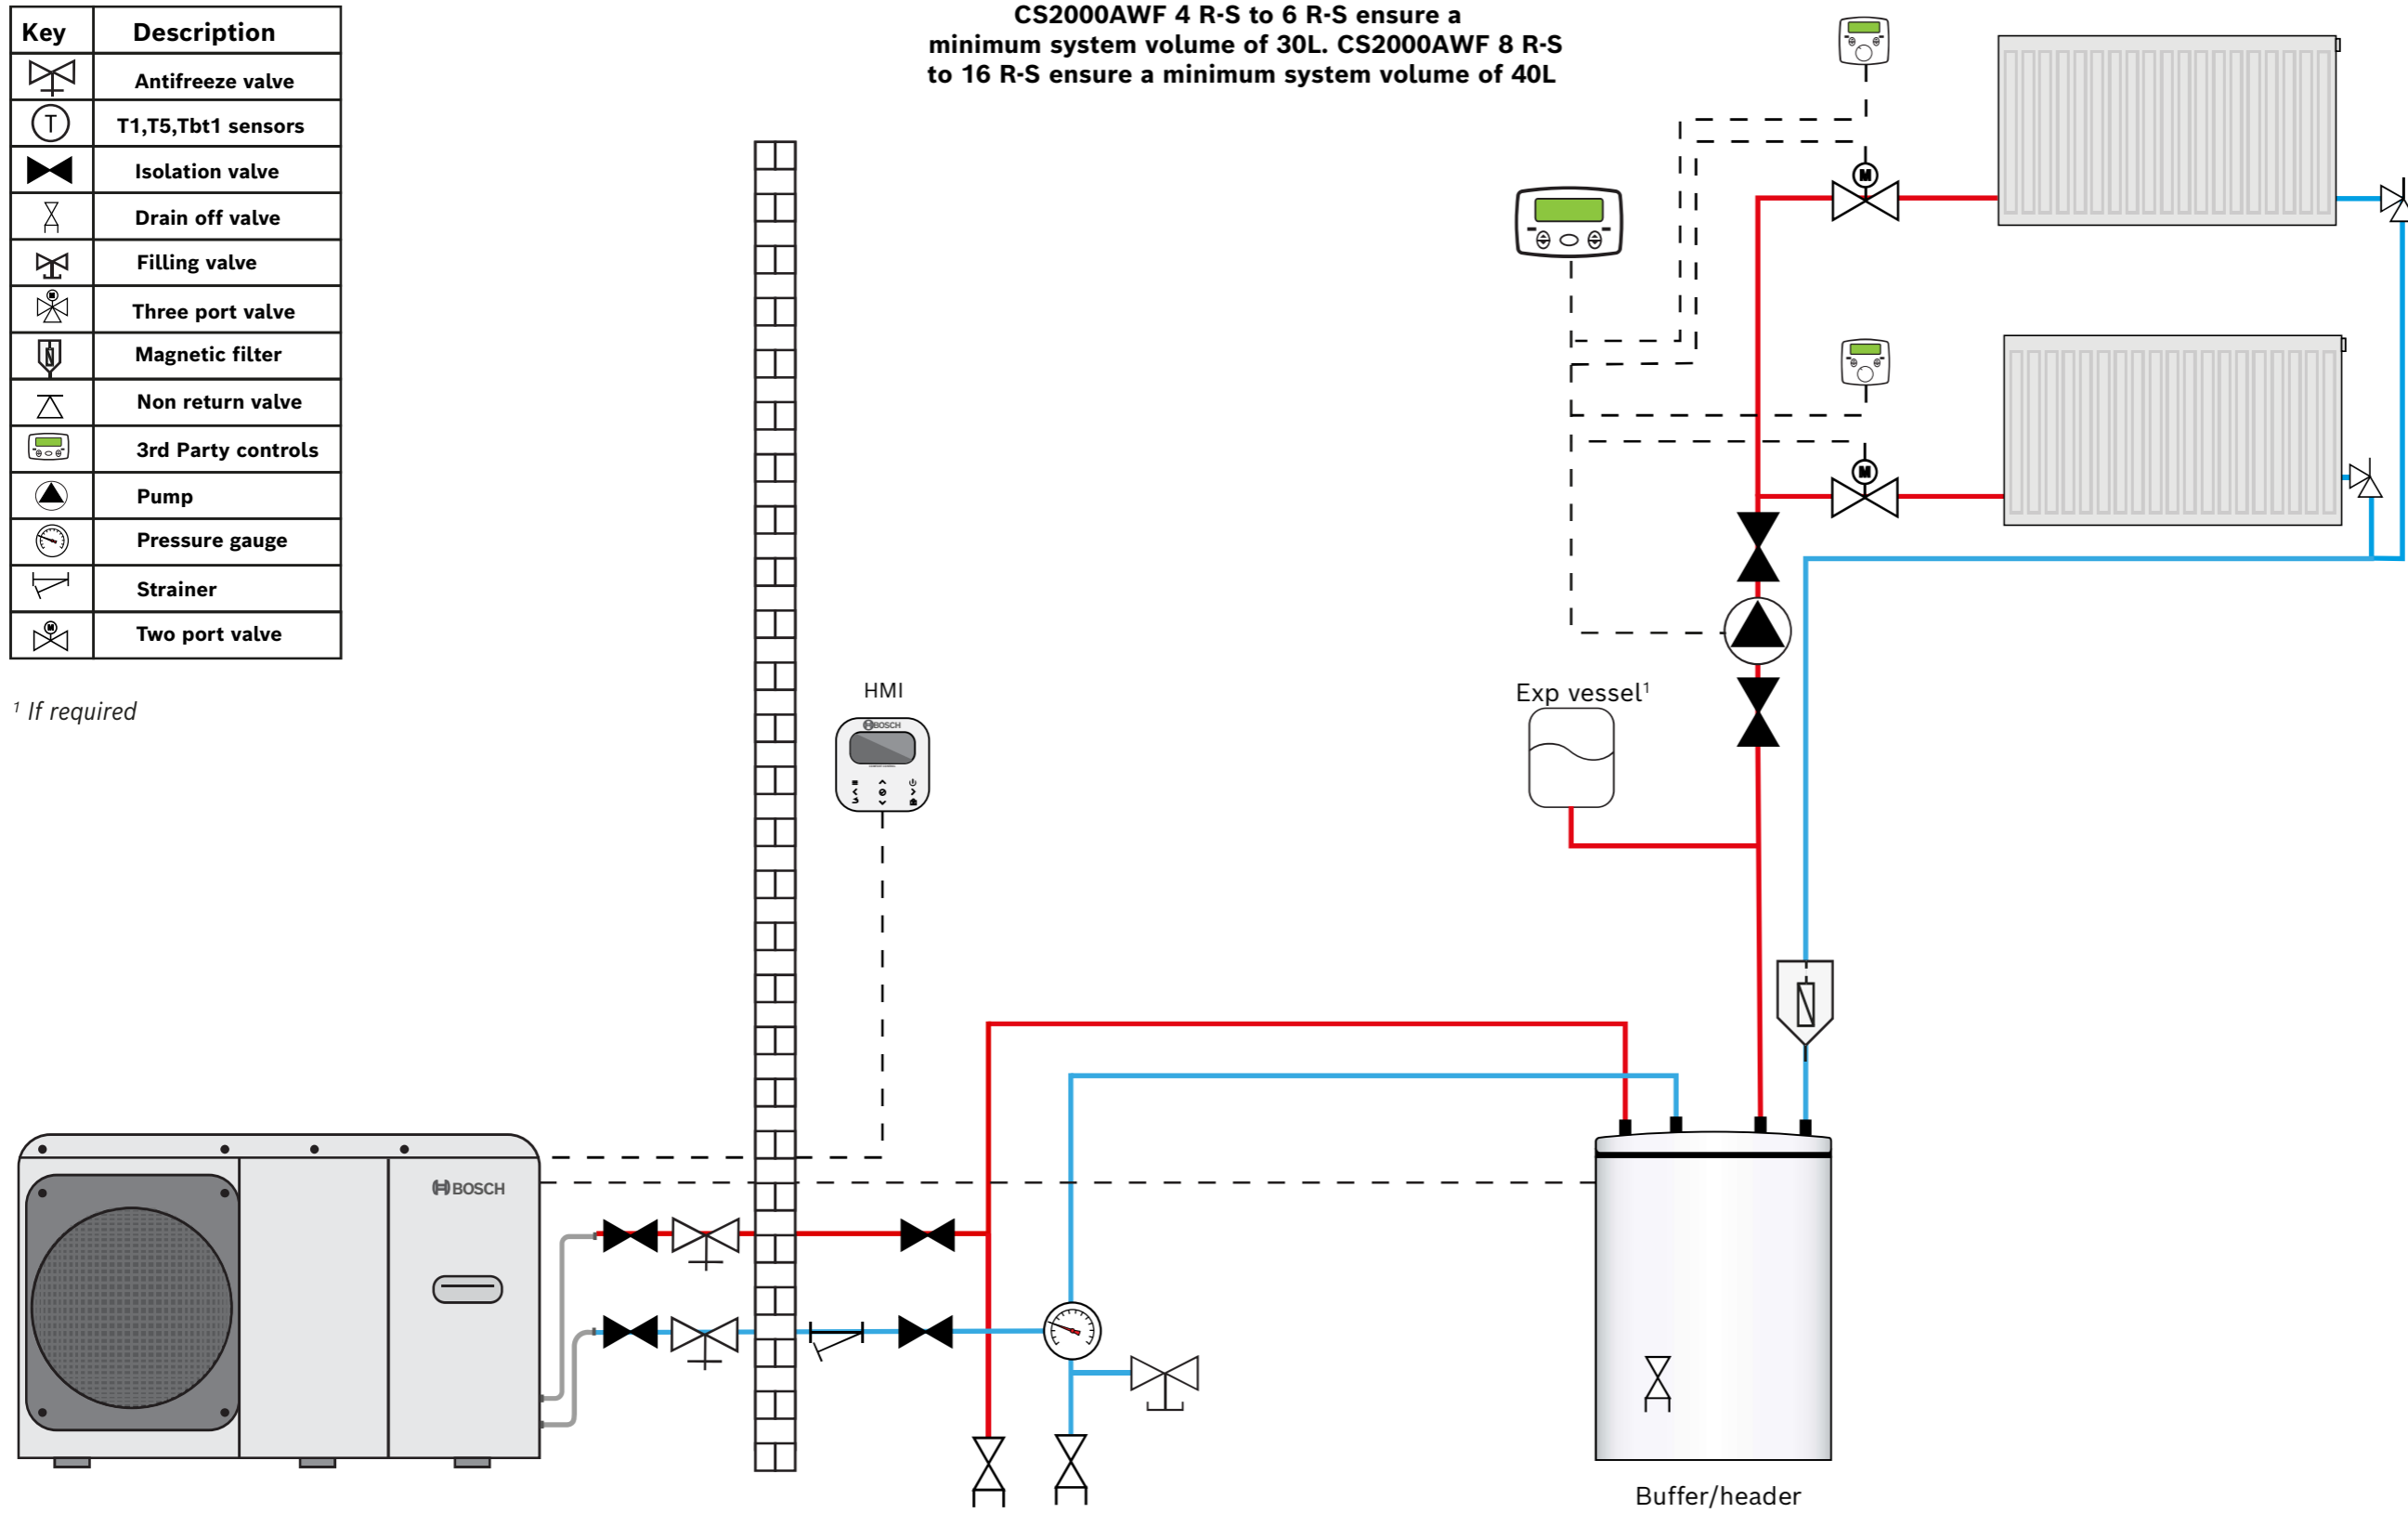 CS2000AWF 4 R-S to 6 R-S ensure a
minimum system volume of 30L. CS2000AWF 8 R-S
to 16 R-S ensure a minimum system volume of 40L
Key Description
Antifreeze valve
T T1,T5,Tbt1 sensors
Isolation valve
Drain off valve
Filling valve
M Three port valve
Magnetic filter
Non return valve
3rd Party controls
Pump
Pressure gauge
Strainer
M Two port valve
¹ If required
M
M
HMI
BOSCH
Exp vessel¹
BOSCH
Buffer/header